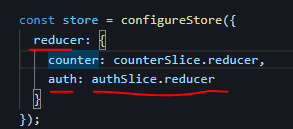 const store = configureStore({
reducer: {
counter: counterSlice.reducer,
auth: authSlice.reducer
}
});